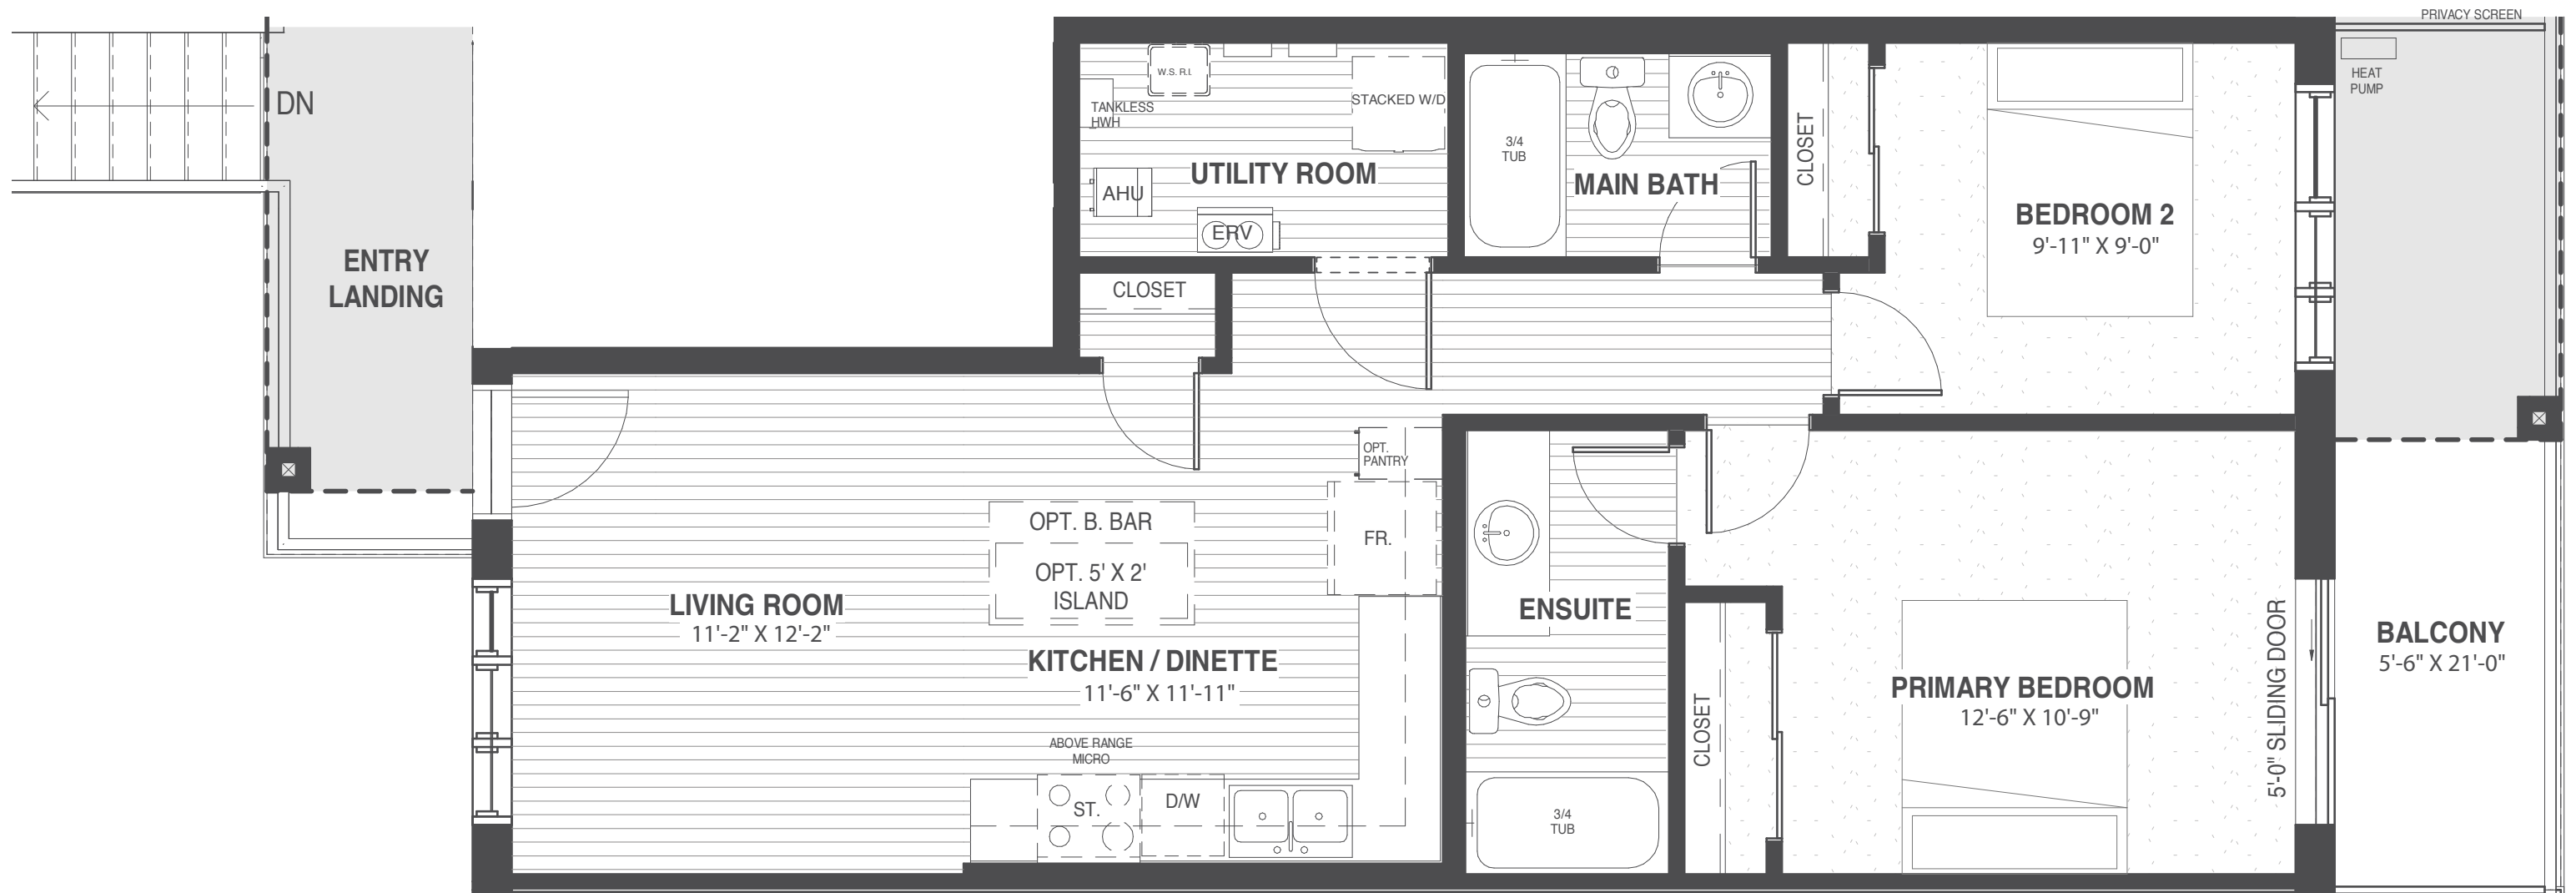 PRIVACY SCREEN
HEAT
PUMP
DN
W.S. R.I.
TANKLESS
HWH
STACKED W/D
AHU
UTILITY ROOM
ERV
3/4
TUB
MAIN BATH
CLOSET
BEDROOM 2
9'-11" X 9'-0"
ENTRY
LANDING
CLOSET
OPT.
PANTRY
FR.
OPT. B. BAR
OPT. 5' X 2'
ISLAND
LIVING ROOM
11'-2" X 12'-2"
KITCHEN / DINETTE
11'-6" X 11'-11"
ABOVE RANGE
MICRO
ST.
D/W
ENSUITE
3/4
TUB
CLOSET
PRIMARY BEDROOM
12'-6" X 10'-9"
5'-0" SLIDING DOOR
BALCONY
5'-6" X 21'-0"